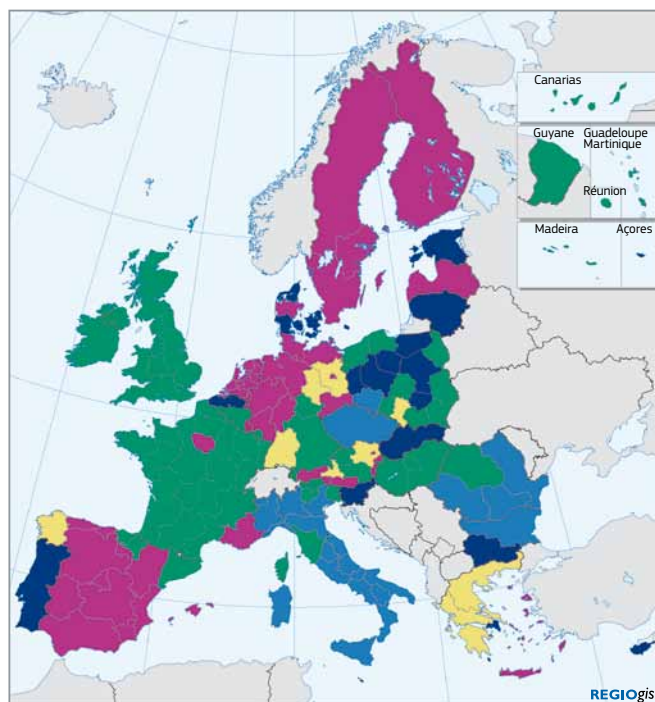 Canarias
Guyane
Guadeloupe
Martinique
Réunion
Madeira
Açores
REGIOgis